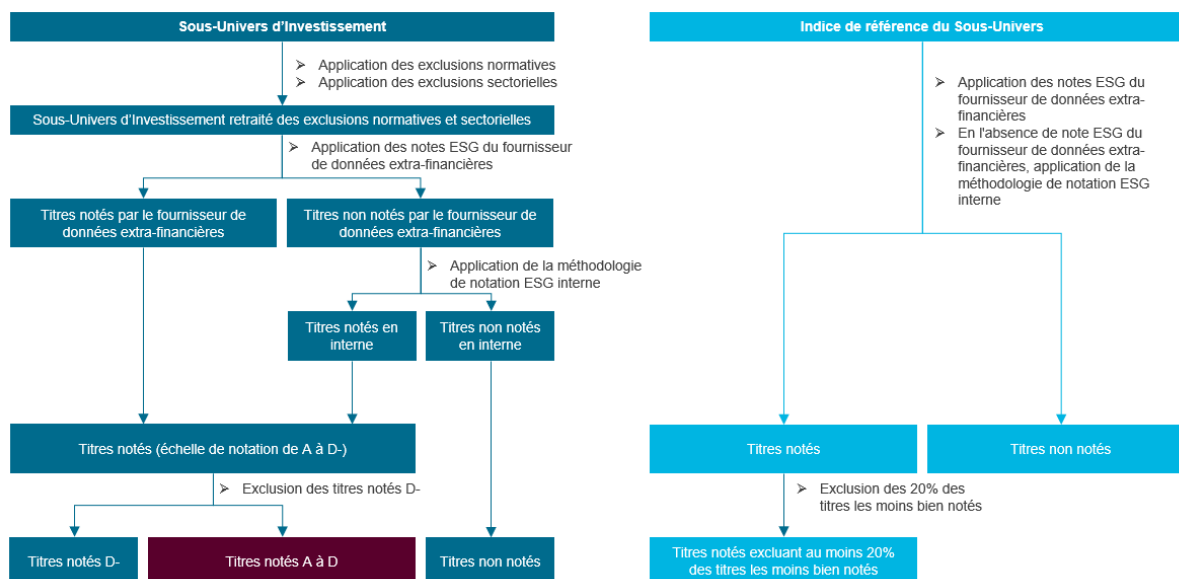 Sous-Univers d'Investissement
➢ Application des exclusions normatives
➢ Application des exclusions sectorielles
Sous-Univers d'Investissement retraité des exclusions normatives et sectorielles
➢ Application des notes ESG du fournisseur
de données extra-financières
Titres notés par le fournisseur de
données extra-financières
Titres non notés par le fournisseur de
données extra-financières
➢ Application de la méthodologie
de notation ESG interne
Titres notés en
interne
Titres non notés
en interne
Titres notés (échelle de notation de A à D-)
➢ Exclusion des titres notés D-
Titres notés D-
Titres notés A à D
Titres non notés
Indice de référence du Sous-Univers
➢ Application des notes ESG du
fournisseur de données extra-
financières
➢ En l'absence de note ESG du
fournisseur de données extra-
financières, application de la
méthodologie de notation ESG
interne
Titres notés
Titres non notés
➢ Exclusion des 20% des
titres les moins bien notés
Titres notés excluant au moins 20%
des titres les moins bien notés